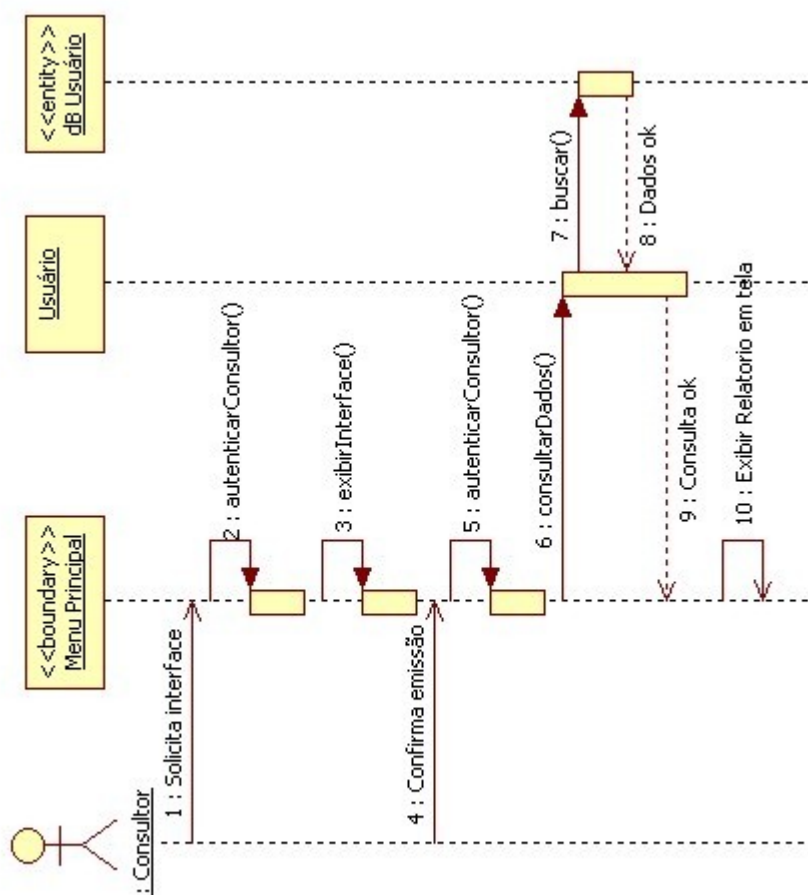 : Consultor
<<boundary>>
Menu Principal
Usuário
<<entity>>
dB Usuário
1 : Solicita interface
2 : autenticarConsultor()
3 : exibirInterface()
4 : Confirma emissão
5 : autenticarConsultor()
6 : consultarDados()
7 : buscar()
8 : Dados ok
9 : Consulta ok
10 : Exibir Relatorio em tela